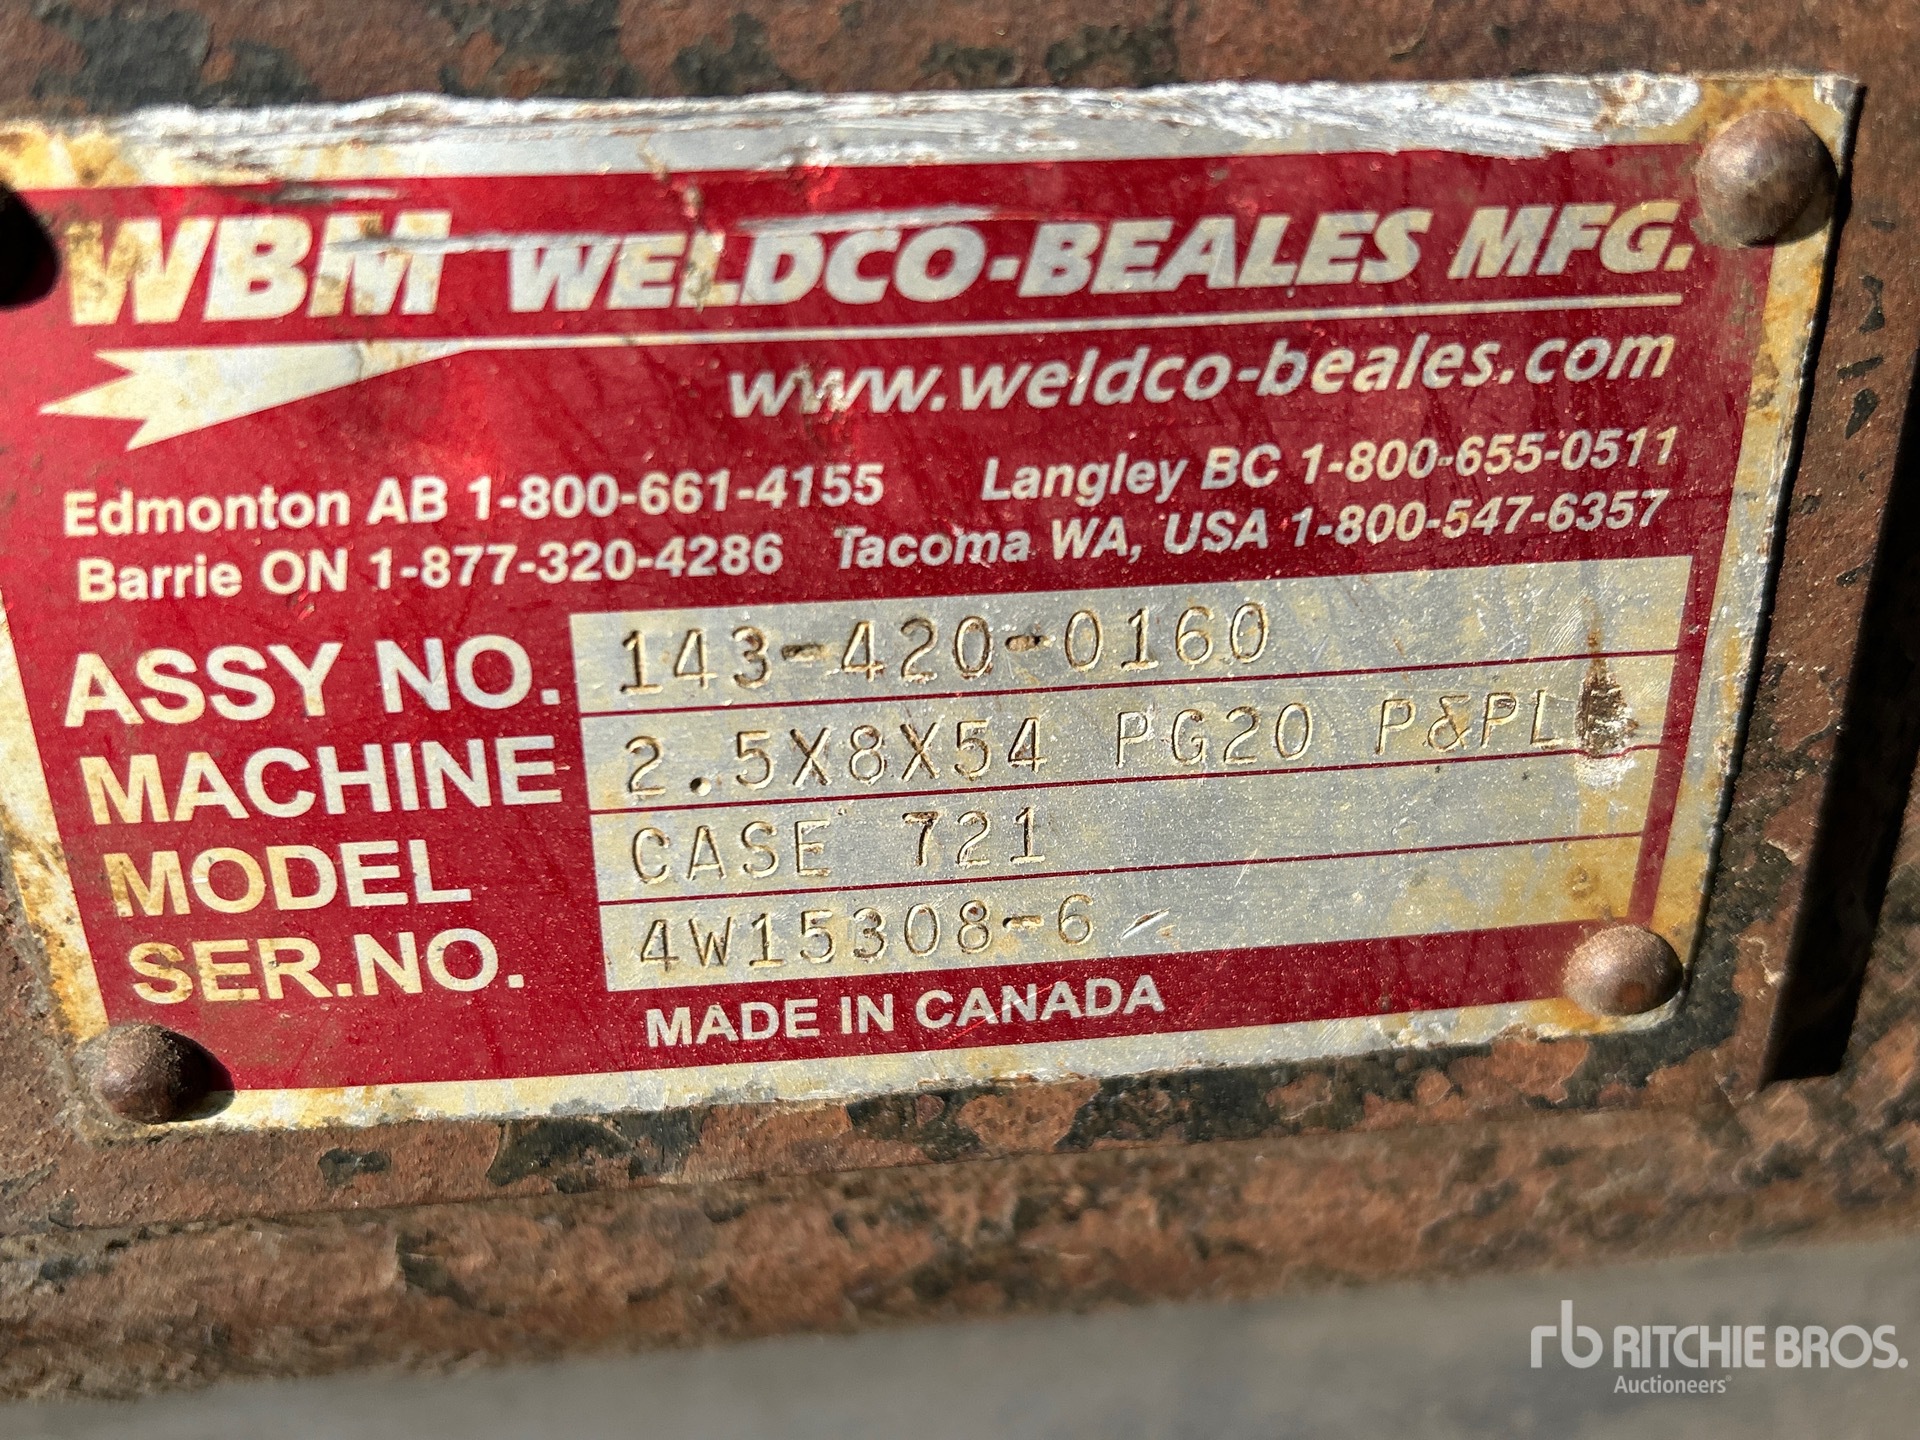 WBM WELDCO-BEALES MFG.
www.weldco-beales.com
Edmonton AB 1-800-661-4155 Langley BC 1-800-655-0511
Barrie ON 1-877-320-4286 Tacoma WA, USA 1-800-547-6357
ASSY NO. 143-420-0160
MACHINE 2.5X8X54 PG20 P&PL
MODEL CASE 721
SER.NO. 4W15308-6
MADE IN CANADA
rb RITCHIE BROS.
Auctioneers